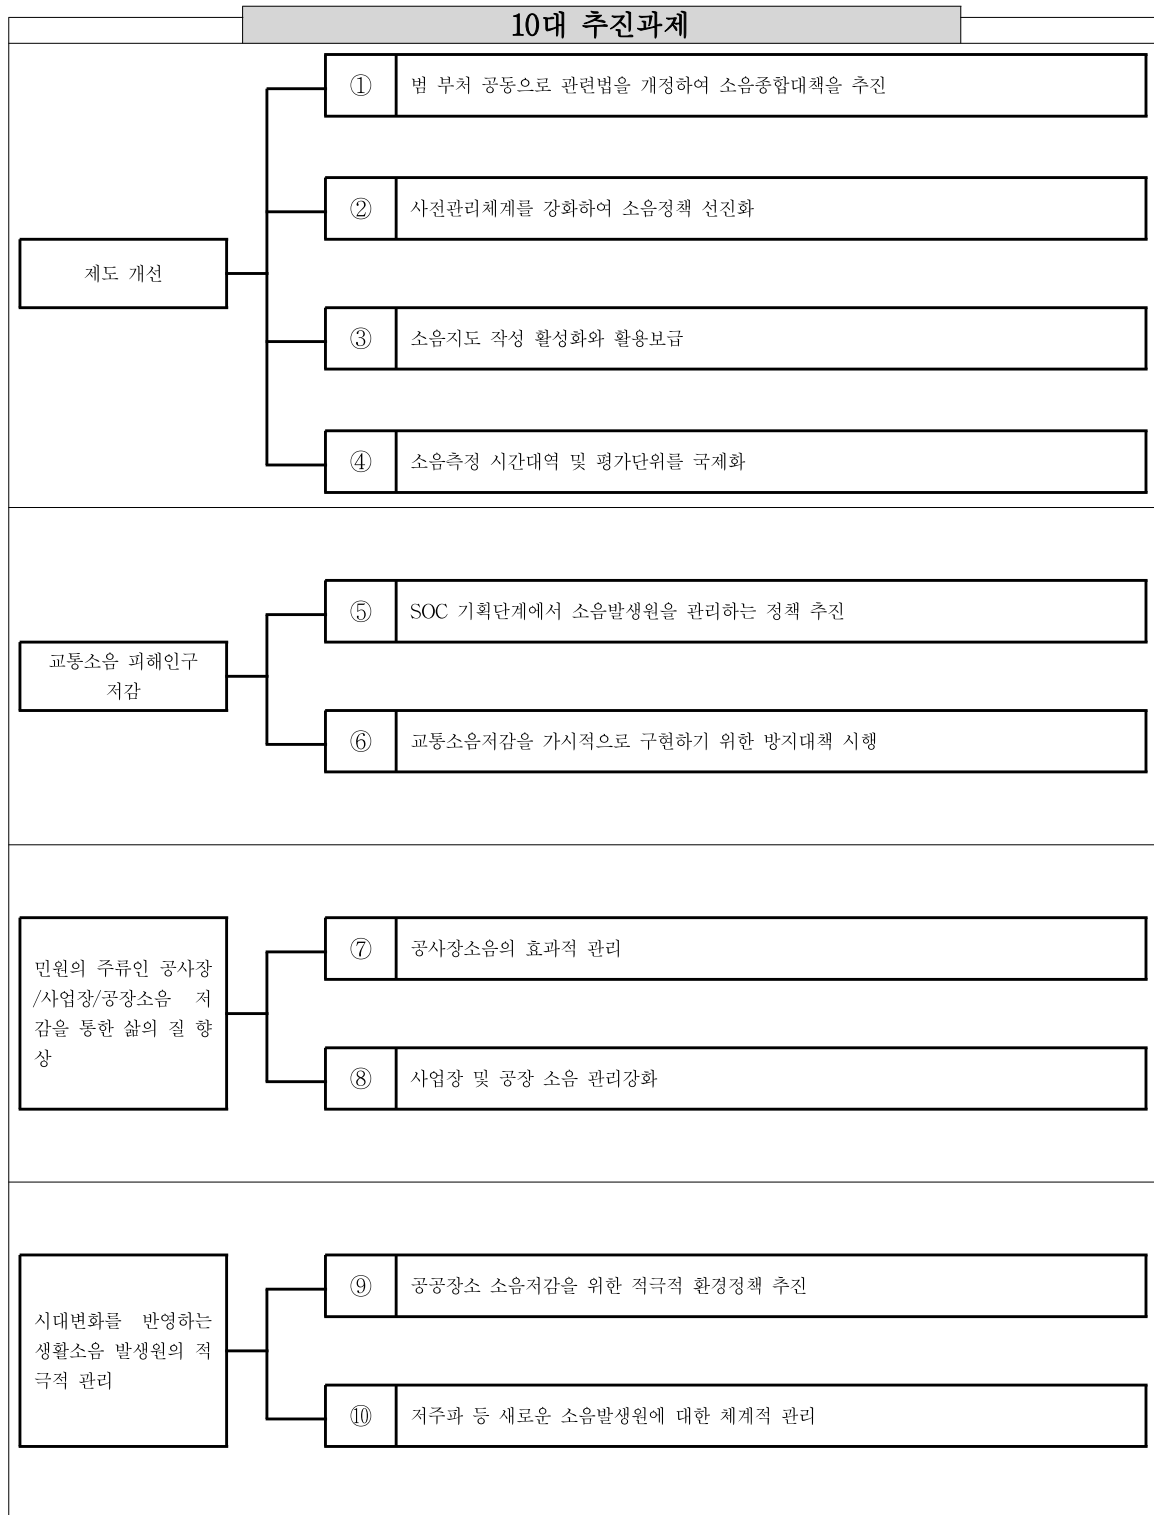 10대 추진과제
제도 개선
① 범 부처 공동으로 관련법을 개정하여 소음종합대책을 추진
② 사전관리체계를 강화하여 소음정책 선진화
③ 소음지도 작성 활성화와 활용보급
④ 소음측정 시간대역 및 평가단위를 국제화
교통소음 피해인구
저감
⑤ SOC 기획단계에서 소음발생원을 관리하는 정책 추진
⑥ 교통소음저감을 가시적으로 구현하기 위한 방지대책 시행
민원의 주류인 공사장
/사업장/공장소음 저
감을 통한 삶의 질 향
상
⑦ 공사장소음의 효과적 관리
⑧ 사업장 및 공장 소음 관리강화
시대변화를 반영하는
생활소음 발생원의 적
극적 관리
⑨ 공공장소 소음저감을 위한 적극적 환경정책 추진
⑩ 저주파 등 새로운 소음발생원에 대한 체계적 관리